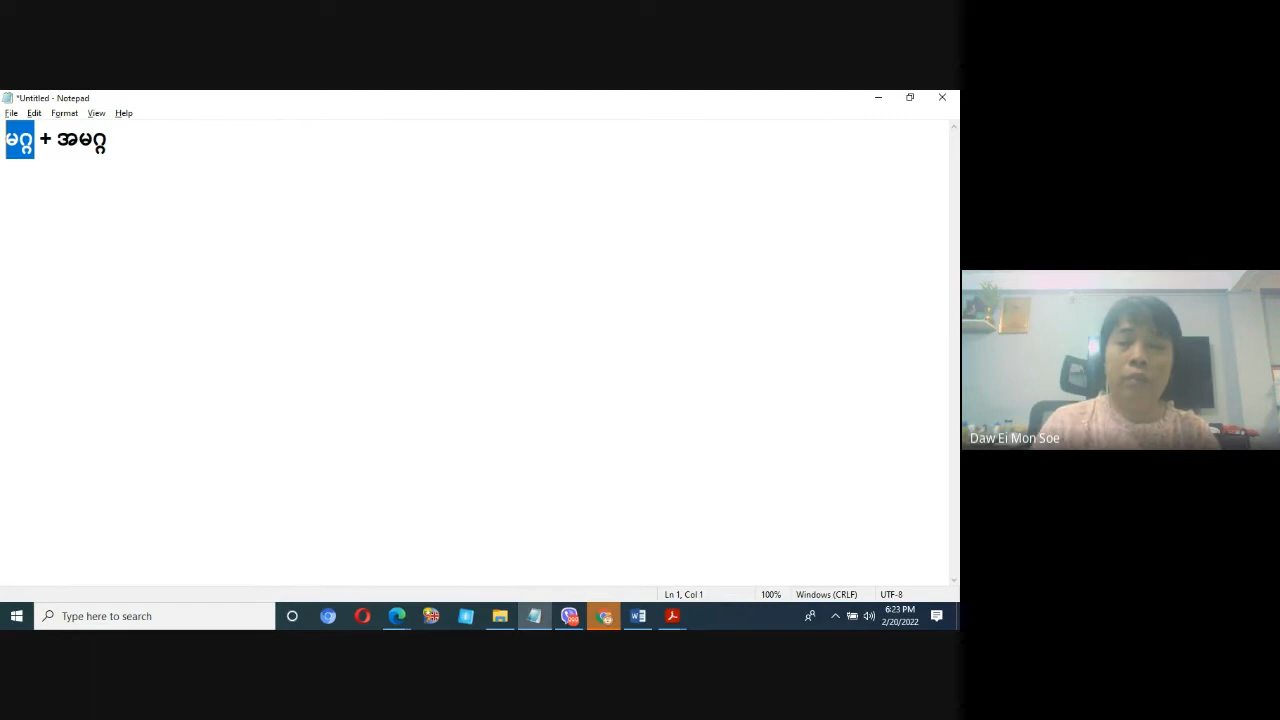 *Untitled - Notepad
File Edit Format View Help
မဂ္ဂ + အမဂ္ဂ
Daw Ei Mon Soe
Ln 1, Col 1 100% Windows (CRLF) UTF-8
Type here to search
6:23 PM
2/20/2022